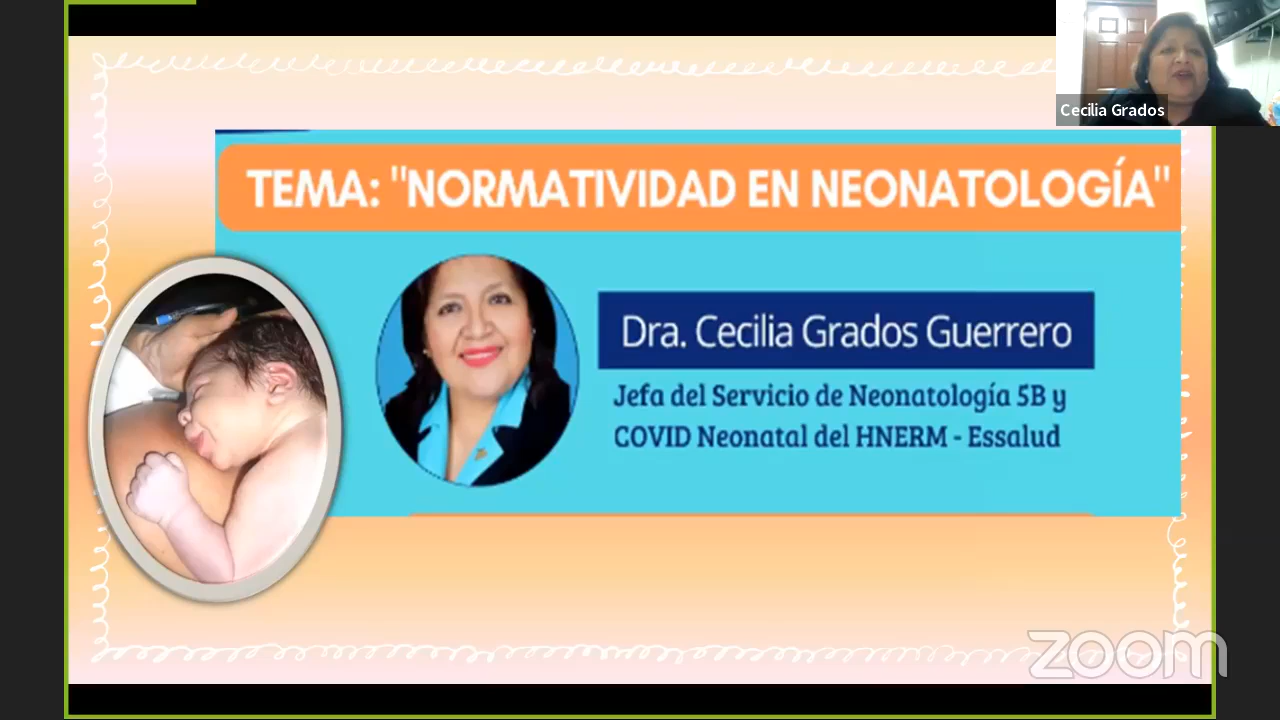 Cecilia Grados
TEMA: "NORMATIVIDAD EN NEONATOLOGÍA"
Dra. Cecilia Grados Guerrero
Jefa del Servicio de Neonatología 5B y
COVID Neonatal del HNERM - Essalud
zoom